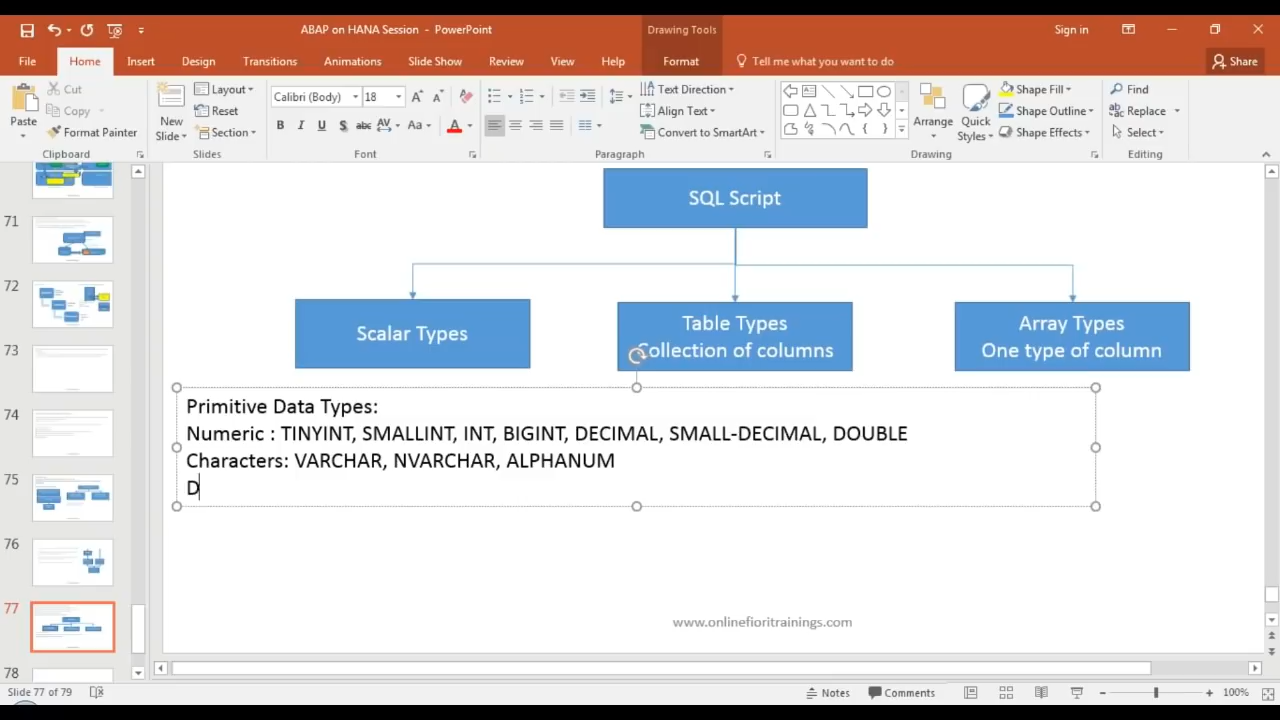 ABAP on HANA Session - PowerPoint
Drawing Tools
Sign in
File Home Insert Design Transitions Animations Slide Show Review View Help Format Tell me what you want to do Share
Paste
Cut
Copy
Format Painter
Clipboard
New Slide
Layout
Reset
Section
Slides
Calibri (Body) 18
B I U S abc AV Aa A
Font
Text Direction
Align Text
Convert to SmartArt
Paragraph
Arrange
Quick Styles
Shape Fill
Shape Outline
Shape Effects
Drawing
Find
Replace
Select
Editing
71
72
73
74
75
76
77
78
SQL Script
Scalar Types
Table Types
Collection of columns
Array Types
One type of column
Primitive Data Types:
Numeric : TINYINT, SMALLINT, INT, BIGINT, DECIMAL, SMALL-DECIMAL, DOUBLE
Characters: VARCHAR, NVARCHAR, ALPHANUM
D
www.onlinefioritrainings.com
Slide 77 of 79
Notes
Comments
100%